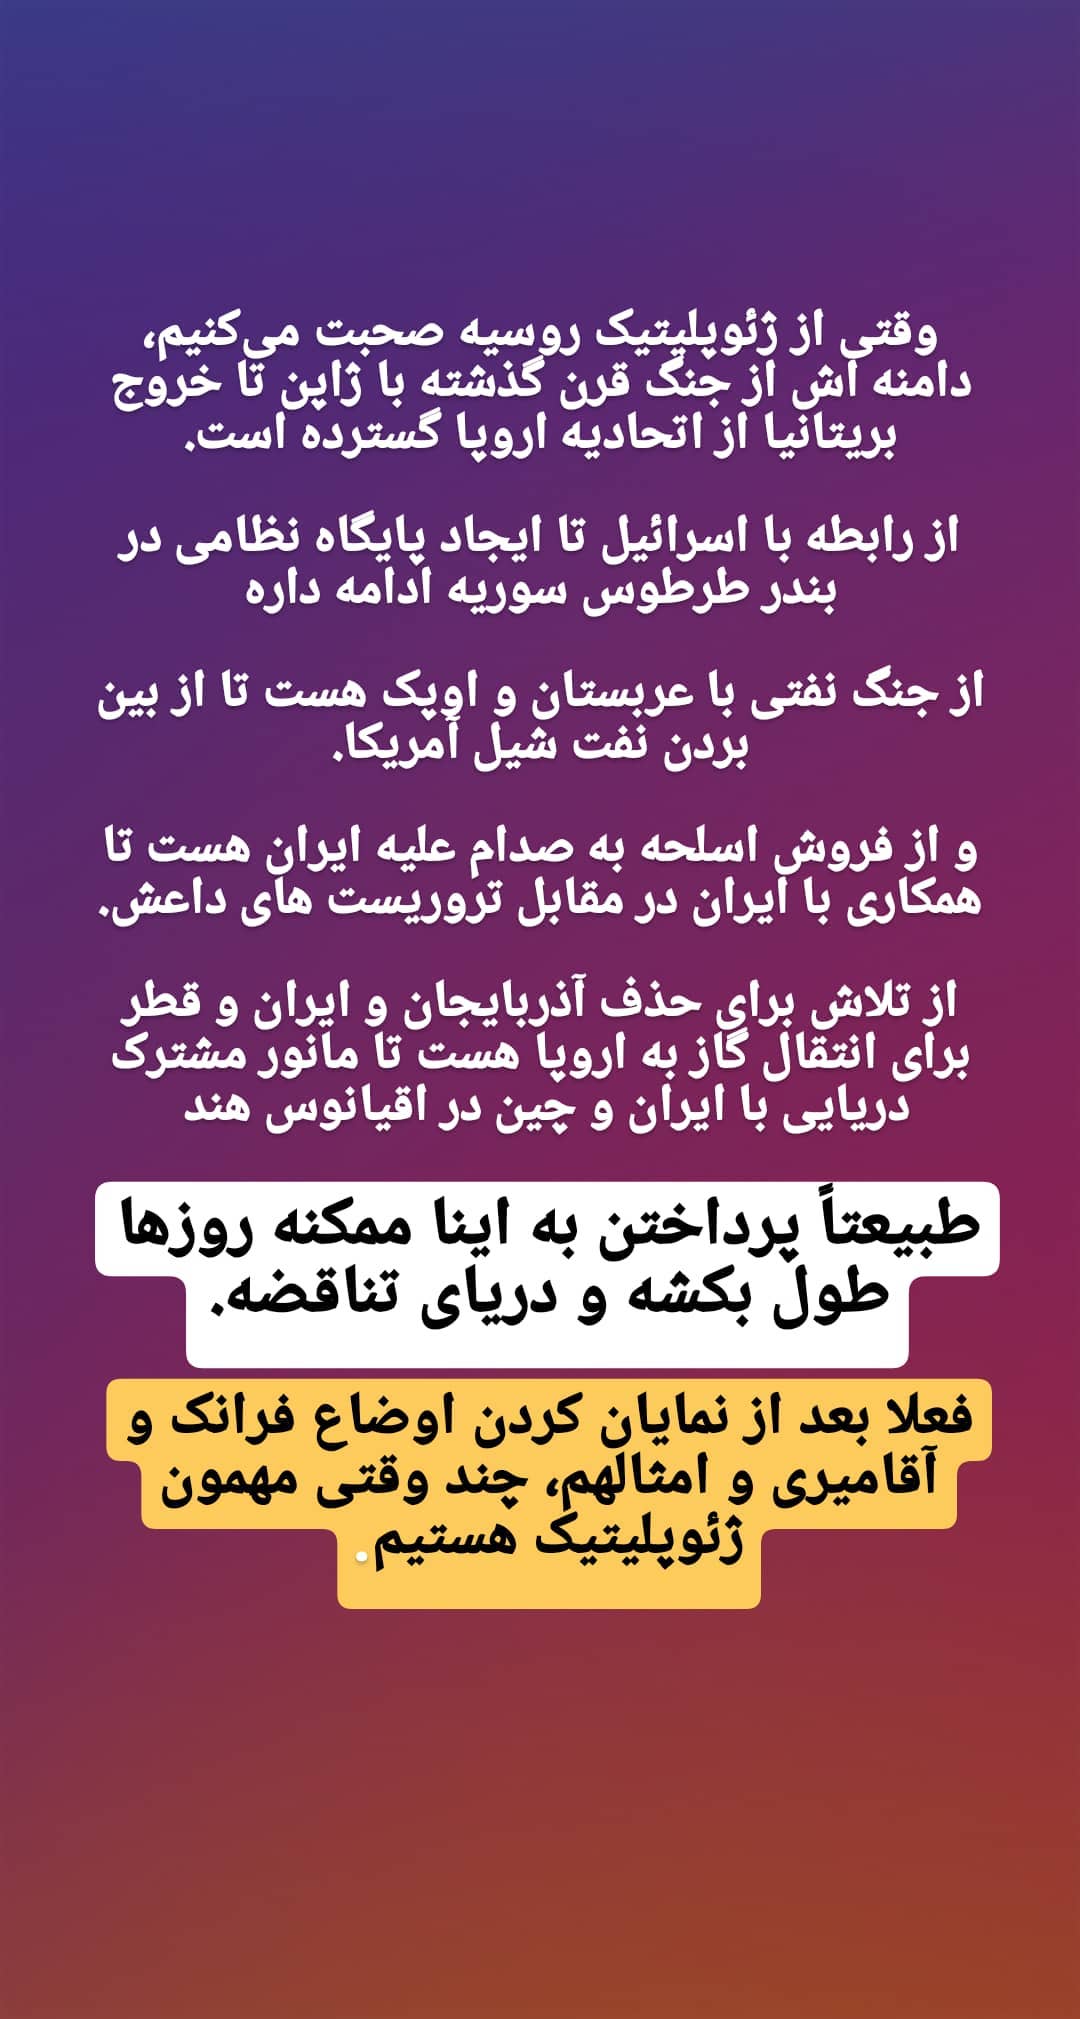 وقتی از ژئوپلیتیک روسیه صحبت می‌کنیم،
دامنه اش از جنگ قرن گذشته با ژاپن تا خروج
بریتانیا از اتحادیه اروپا گسترده است.
از رابطه با اسرائیل تا ایجاد پایگاه نظامی در
بندر طرطوس سوریه ادامه داره
از جنگ نفتی با عربستان و اوپک هست تا از بین
بردن نفت شیل آمریکا.
و از فروش اسلحه به صدام علیه ایران هست تا
همکاری با ایران در مقابل تروریست های داعش.
از تلاش برای حذف آذربایجان و ایران و قطر
برای انتقال گاز به اروپا هست تا مانور مشترک
دریایی با ایران و چین در اقیانوس هند
طبیعتاً پرداختن به اینا ممکنه روزها
طول بکشه و دریای تناقضه.
فعلا بعد از نمایان کردن اوضاع فرانک و
آقامیری و امثالهم، چند وقتی مهمون
ژئوپلیتیک هستیم.